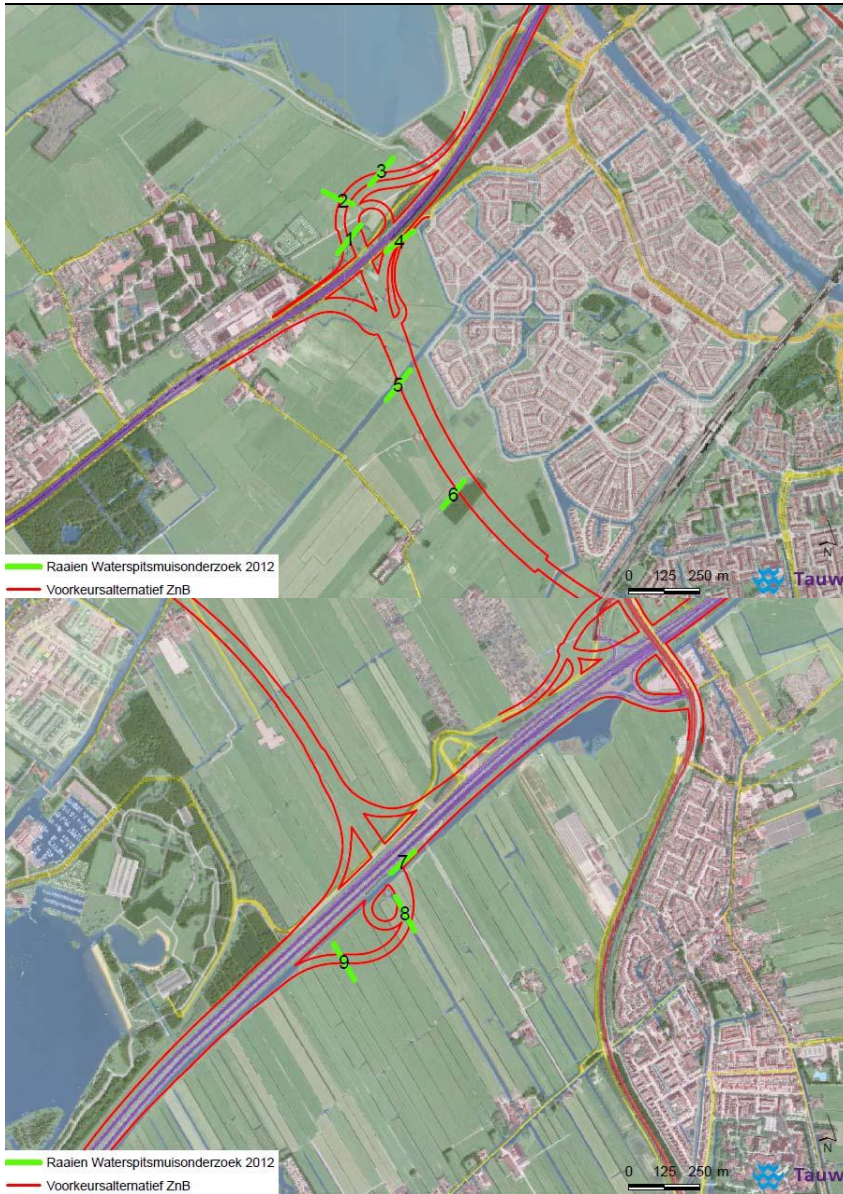 3
2
1
4
5
6
Raaien Waterspitsmuisonderzoek 2012
Voorkeursalternatief ZnB
0 125 250 m
N
Tauw
7
8
9
Raaien Waterspitsmuisonderzoek 2012
Voorkeursalternatief ZnB
0 125 250 m
N
Tauw